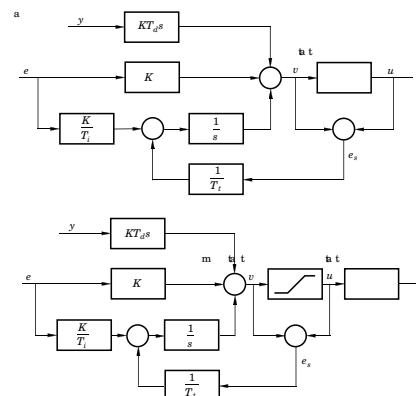 a
y
KT_d s
e
K
v
u
K/T_i
1/s
e_s
1/T_t
y
KT_d s
e
K
v
u
K/T_i
1/s
e_s
1/T_t